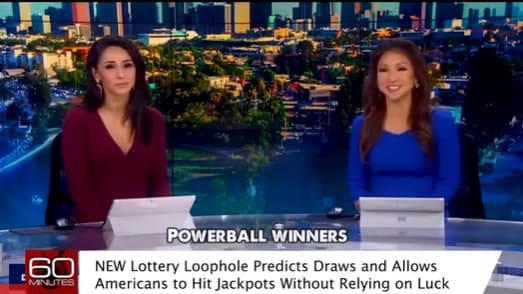 POWERBALL WINNERS
60
MINUTES
NEW Lottery Loophole Predicts Draws and Allows
Americans to Hit Jackpots Without Relying on Luck